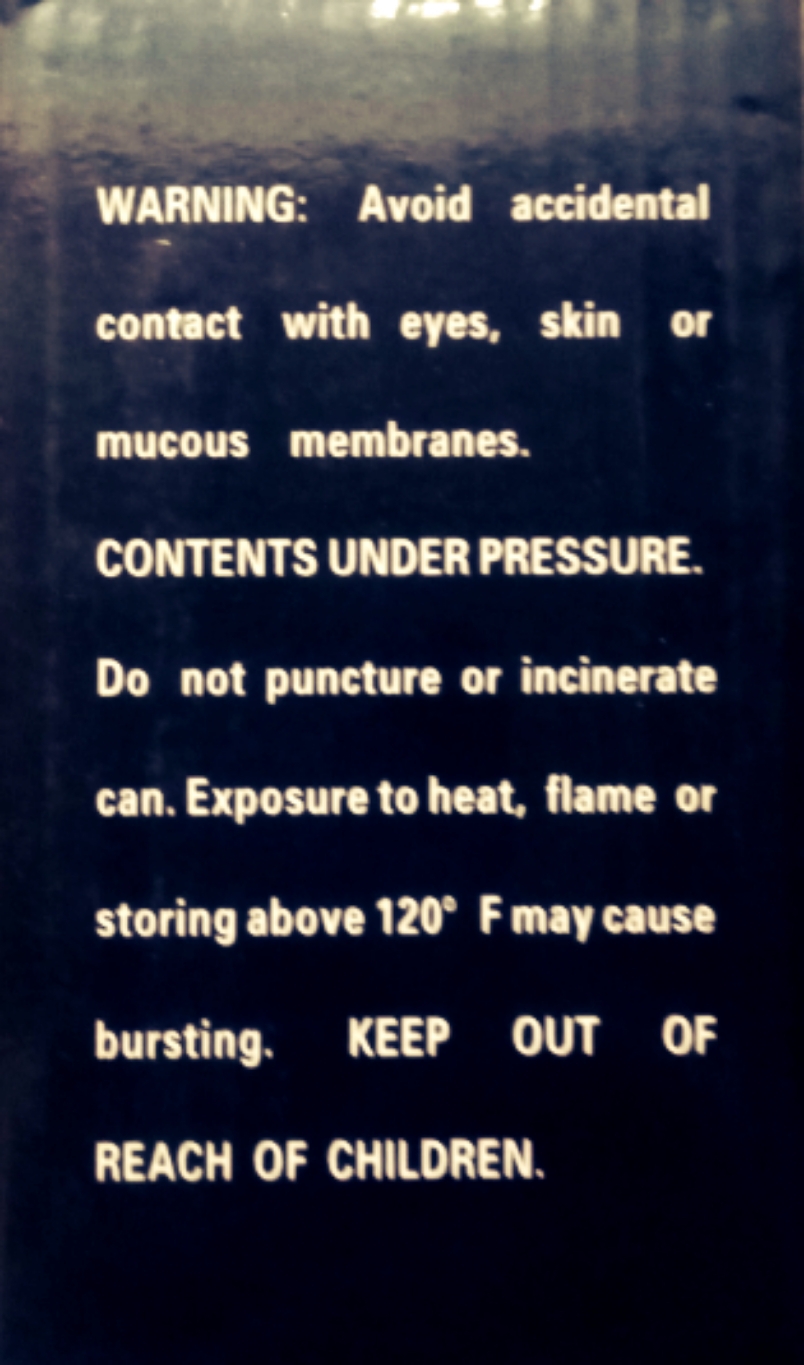 WARNING: Avoid accidental
contact with eyes, skin or
mucous membranes.
CONTENTS UNDER PRESSURE.
Do not puncture or incinerate
can. Exposure to heat, flame or
storing above 120° F may cause
bursting. KEEP OUT OF
REACH OF CHILDREN.